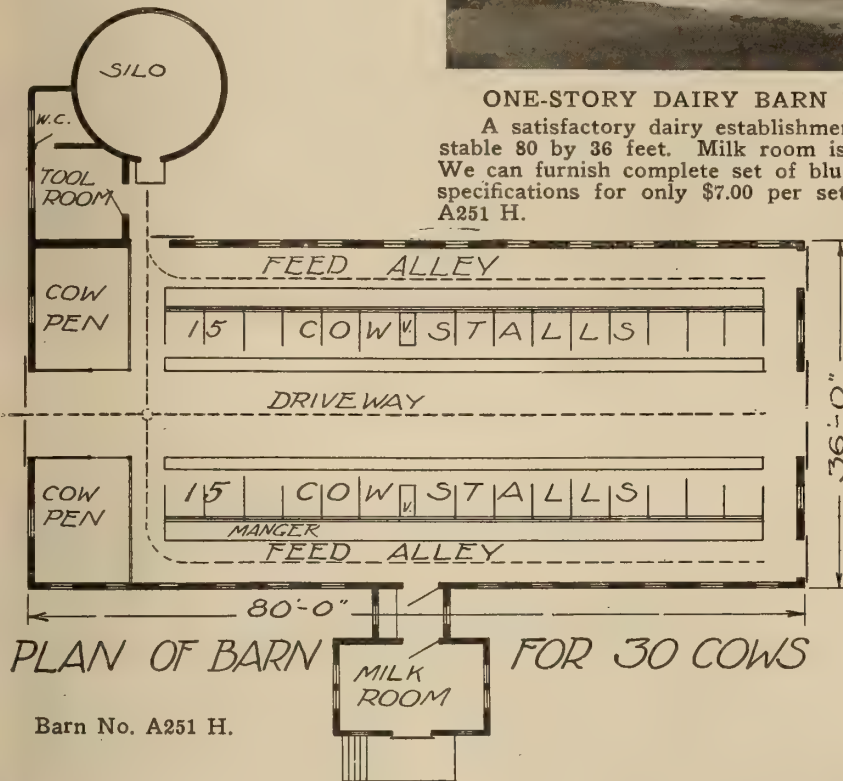 SILO
W.C.
TOOL
ROOM
ONE-STORY DAIRY BARN
A satisfactory dairy establishmen
stable 80 by 36 feet. Milk room is
We can furnish complete set of blu
specifications for only $7.00 per set
A251 H.
FEED ALLEY
COW
PEN
15 COW V. STALLS
DRIVEWAY
36'-0"
COW
PEN
15 COW V. STALLS
MANGER
FEED ALLEY
80'-0"
PLAN OF BARN FOR 30 COWS
MILK
ROOM
Barn No. A251 H.